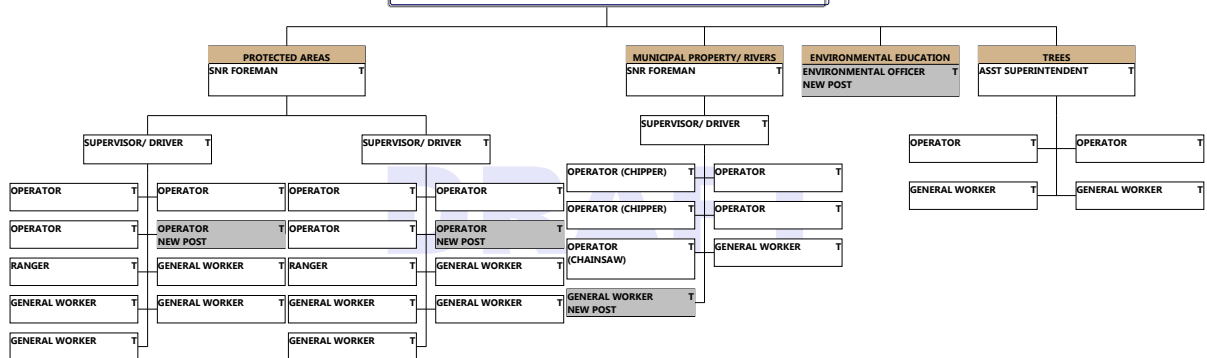 PROTECTED AREAS
SNR FOREMAN T
MUNICIPAL PROPERTY/ RIVERS
SNR FOREMAN T
ENVIRONMENTAL EDUCATION
ENVIRONMENTAL OFFICER T
NEW POST
TREES
ASST SUPERINTENDENT T
SUPERVISOR/ DRIVER T
SUPERVISOR/ DRIVER T
SUPERVISOR/ DRIVER T
OPERATOR T
OPERATOR T
OPERATOR T
OPERATOR T
OPERATOR T
NEW POST
OPERATOR T
OPERATOR T
NEW POST
RANGER T
GENERAL WORKER T
RANGER T
GENERAL WORKER T
GENERAL WORKER T
GENERAL WORKER T
GENERAL WORKER T
GENERAL WORKER T
GENERAL WORKER T
GENERAL WORKER T
OPERATOR T
OPERATOR (CHIPPER) T
OPERATOR T
OPERATOR (CHIPPER) T
OPERATOR T
OPERATOR T
(CHAINSAW)
GENERAL WORKER T
GENERAL WORKER T
NEW POST
OPERATOR T
OPERATOR T
GENERAL WORKER T
GENERAL WORKER T
DRAFT